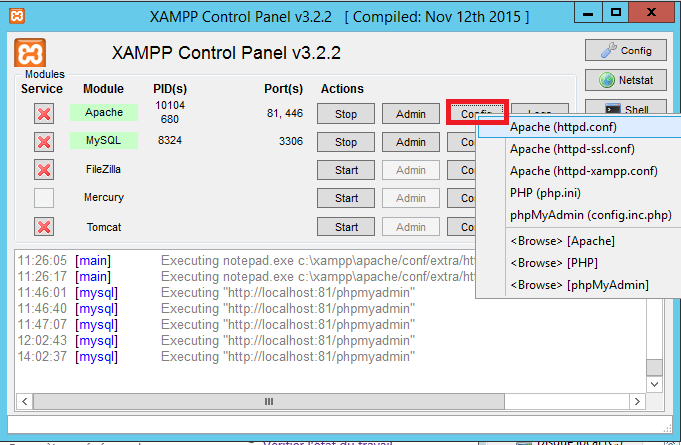 XAMPP Control Panel v3.2.2 [ Compiled: Nov 12th 2015 ]
XAMPP Control Panel v3.2.2
Config
Netstat
Shell
Modules
Service Module PID(s) Port(s) Actions
Apache 10104 680 81, 446 Stop Admin Config Logs
MySQL 8324 3306 Stop Admin
FileZilla Start Admin
Mercury Start Admin
Tomcat Start Admin
Apache (httpd.conf)
Apache (httpd-ssl.conf)
Apache (httpd-xampp.conf)
PHP (php.ini)
phpMyAdmin (config.inc.php)
<Browse> [Apache]
<Browse> [PHP]
<Browse> [phpMyAdmin]
11:26:05 [main] Executing notepad.exe c:\xampp\apache/conf/extra/ht
11:26:17 [main] Executing notepad.exe c:\xampp\apache/conf/extra/ht
11:46:01 [mysql] Executing "http://localhost:81/phpmyadmin"
11:46:40 [mysql] Executing "http://localhost:81/phpmyadmin"
11:47:07 [mysql] Executing "http://localhost:81/phpmyadmin"
12:02:43 [mysql] Executing "http://localhost:81/phpmyadmin"
14:02:37 [mysql] Executing "http://localhost:81/phpmyadmin"